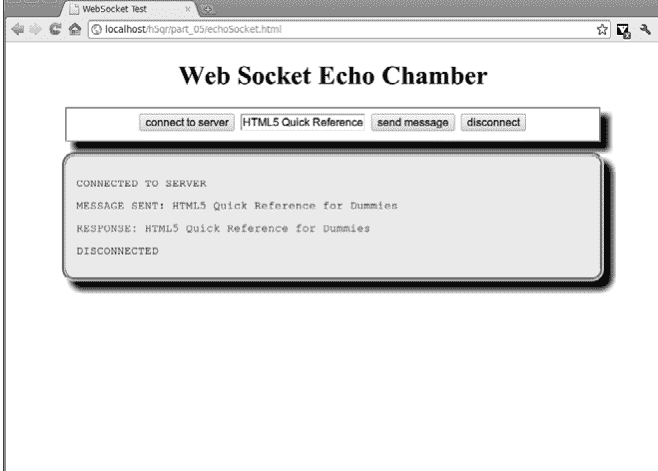 WebSocket Test
localhost/h5qr/part_05/echoSocket.html
Web Socket Echo Chamber
connect to server HTML5 Quick Reference send message disconnect
CONNECTED TO SERVER
MESSAGE SENT: HTML5 Quick Reference for Dummies
RESPONSE: HTML5 Quick Reference for Dummies
DISCONNECTED